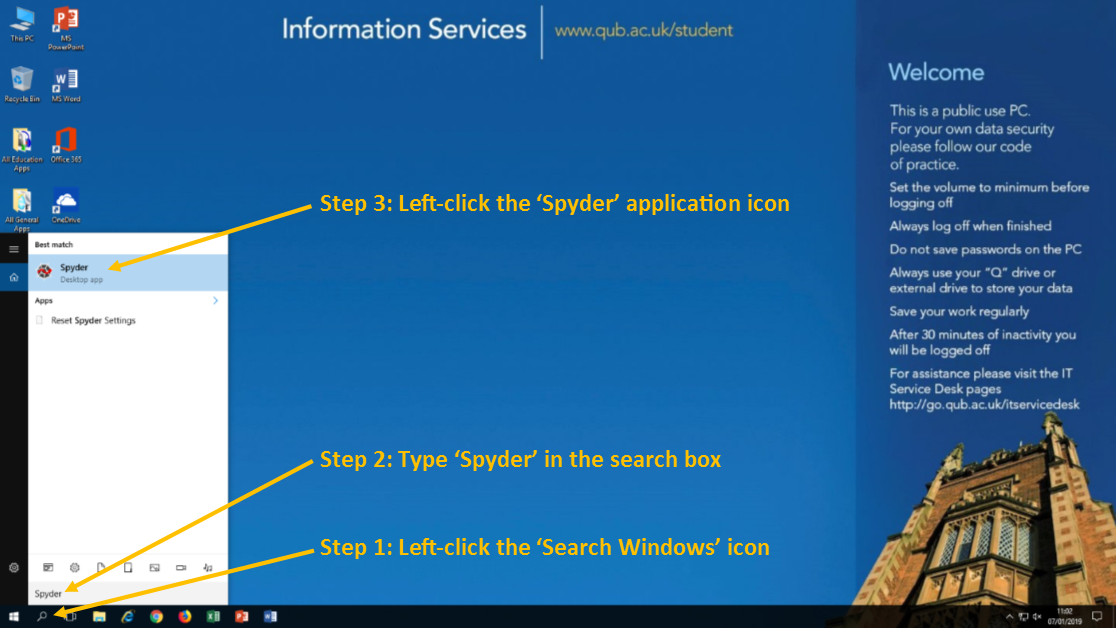 Information Services
www.qub.ac.uk/student
This PC
MS
PowerPoint
Recycle Bin
MS Word
All Education
Apps
Office 365
All General
Apps
OneDrive
Welcome
This is a public use PC.
For your own data security
please follow our code
of practice.
Set the volume to minimum before
logging off
Always log off when finished
Do not save passwords on the PC
Always use your “Q” drive or
external drive to store your data
Save your work regularly
After 30 minutes of inactivity you
will be logged off
For assistance please visit the IT
Service Desk pages
http://go.qub.ac.uk/itservicedesk
Step 3: Left-click the ‘Spyder’ application icon
Best match
Spyder
Desktop app
Apps
Reset Spyder Settings
Step 2: Type ‘Spyder’ in the search box
Step 1: Left-click the ‘Search Windows’ icon
Spyder
11:02
07/01/2019